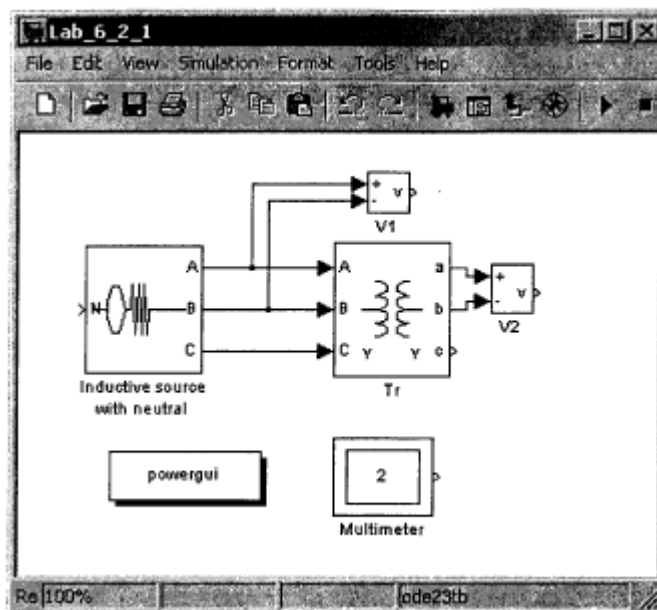 Lab_6_2_1
File Edit View Simulation Format Tools Help
+
-
v
V1
A
B
C
N
A
B
C
a
b
c
Y Y
+
-
v
V2
Inductive source
with neutral
Tr
powergui
2
Multimeter
Re 100% ode23tb